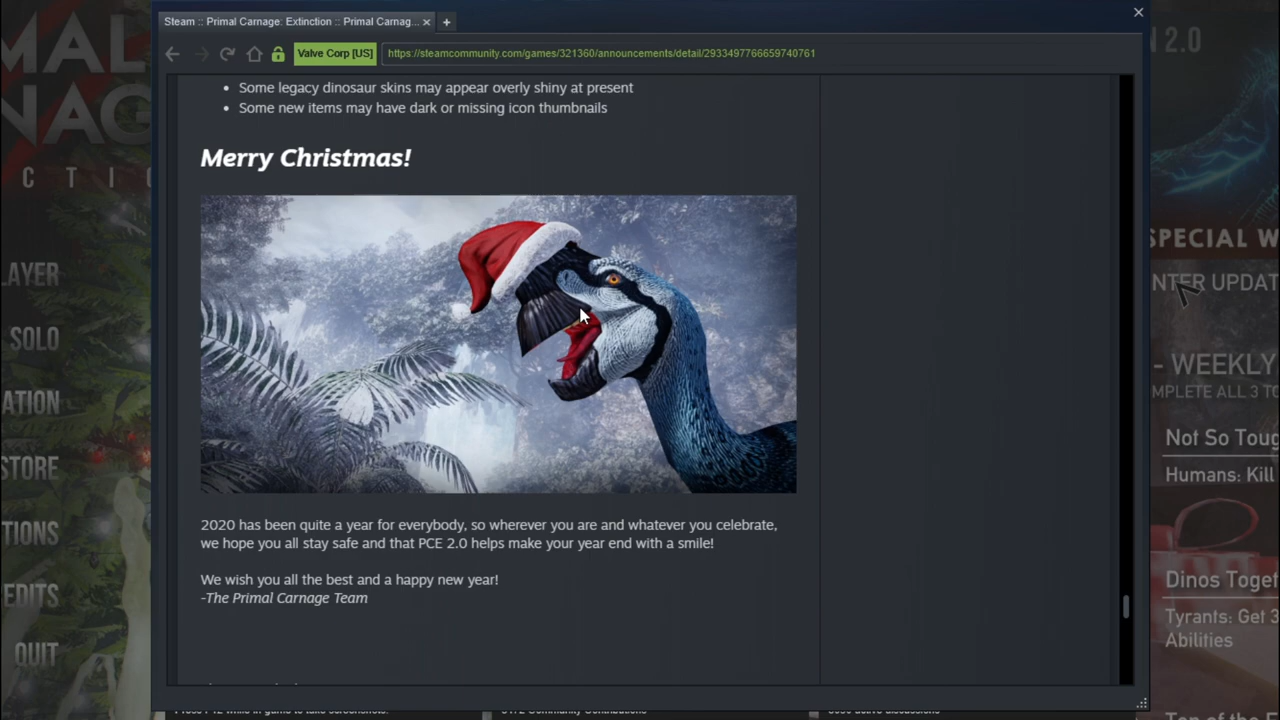 Steam :: Primal Carnage: Extinction :: Primal Carnag...
Valve Corp [US]
https://steamcommunity.com/games/321360/announcements/detail/2933497766659740761
Some legacy dinosaur skins may appear overly shiny at present
Some new items may have dark or missing icon thumbnails
Merry Christmas!
2020 has been quite a year for everybody, so wherever you are and whatever you celebrate,
we hope you all stay safe and that PCE 2.0 helps make your year end with a smile!
We wish you all the best and a happy new year!
-The Primal Carnage Team
MAL
NAG
CTI
LAYER
SOLO
ATION
STORE
TIONS
EDITS
QUIT
N 2.0
SPECIAL W
NTER UPDAT
- WEEKLY
MPLETE ALL 3 TO
Not So Toug
Humans: Kill
Dinos Toget
Tyrants: Get 3
Abilities